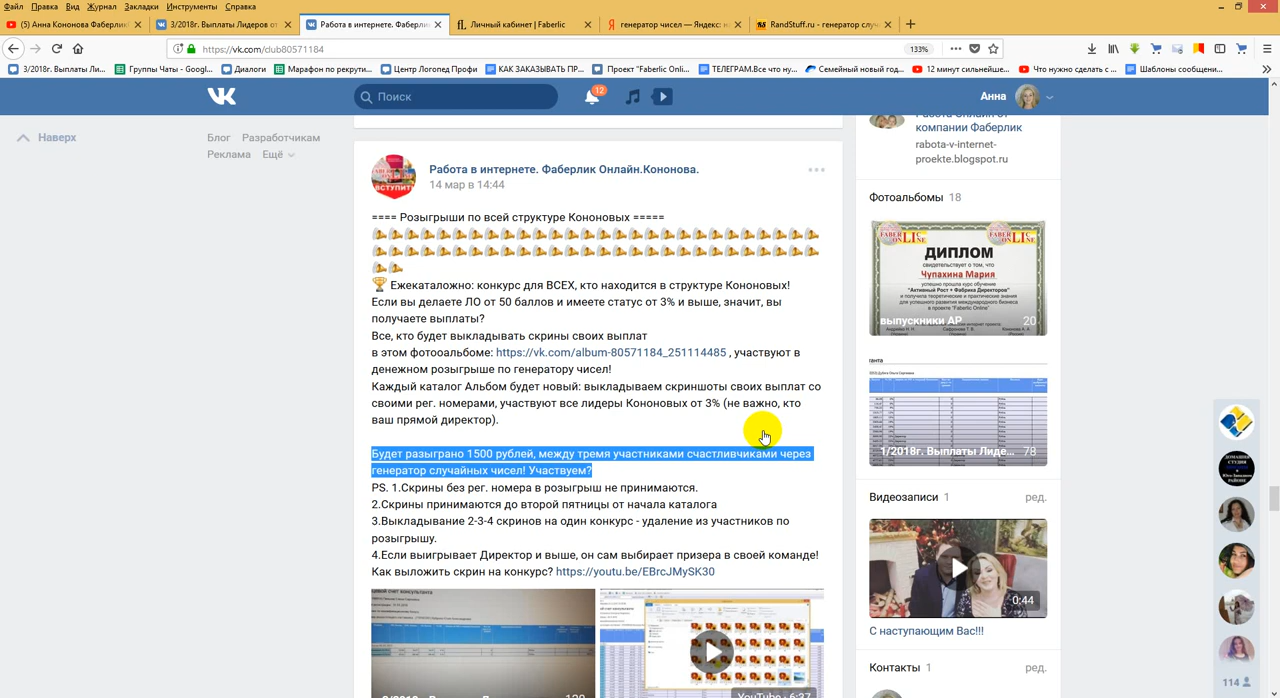 Файл Правка Вид Журнал Закладки Инструменты Справка
(5) Анна Кононова Фаберли
3/2018г. Выплаты Лидеров от
Работа в интернете. Фаберлик
Личный кабинет | Faberlic
генератор чисел — Яндекс: н
RandStuff.ru - генератор случ
https://vk.com/club80571184
133%
3/2018г. Выплаты Ли...
Группы Чаты - Googl...
Диалоги
Марафон по рекрути...
Центр Логопед Профи
КАК ЗАКАЗЫВАТЬ ПР...
Проект "Faberlic Onli...
ТЕЛЕГРАМ.Все что ну...
Семейный новый год...
12 минут сильнейше...
Что нужно сделать с ...
Шаблоны сообщени...
Поиск
12
Анна
Наверх
Блог Разработчикам
Реклама Ещё
Работа в интернете. Фаберлик Онлайн.Кононова.
14 мар в 14:44
==== Розыгрыши по всей структуре Кононовых =====
Ежекаталожно: конкурс для ВСЕХ, кто находится в структуре Кононовых!
Если вы делаете ЛО от 50 баллов и имеете статус от 3% и выше, значит, вы
получаете выплаты?
Все, кто будет выкладывать скрины своих выплат
в этом фотоальбоме: https://vk.com/album-80571184_251114485 , участвуют в
денежном розыгрыше по генератору чисел!
Каждый каталог Альбом будет новый: выкладываем скриншоты своих выплат со
своими рег. номерами, участвуют все лидеры Кононовых от 3% (не важно, кто
ваш прямой директор).
Будет разыграно 1500 рублей, между тремя участниками счастливчиками через
генератор случайных чисел! Участвуем?
PS. 1.Скрины без рег. номера в розыгрыш не принимаются.
2.Скрины принимаются до второй пятницы от начала каталога
3.Выкладывание 2-3-4 скринов на один конкурс - удаление из участников по
розыгрышу.
4.Если выигрывает Директор и выше, он сам выбирает призера в своей команде!
Как выложить скрин на конкурс? https://youtu.be/EBrcJMySK30
YouTube · 6:37
компании Фаберлик
rabota-v-internet-
proekte.blogspot.ru
Фотоальбомы 18
ДИПЛОМ
Чупахина Мария
выпускники АР
20
1/2018г. Выплаты Лиде...
78
Видеозаписи 1
ред.
0:44
С наступающим Вас!!!
Контакты 1
ред.
114